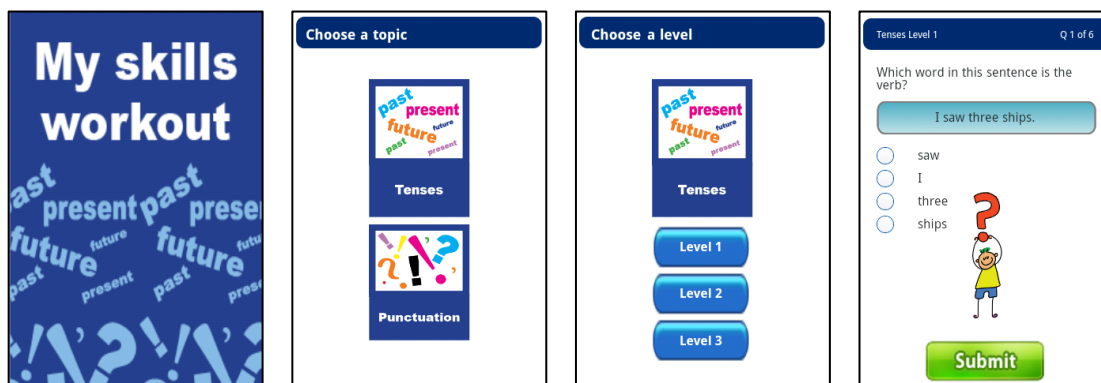 My skills
workout
past
present
future
future
past
present
past
prese
future
futu
past
pres
Choose a topic
past
present
future
future
past
present
Tenses
Punctuation
Choose a level
past
present
future
future
past
present
Tenses
Level 1
Level 2
Level 3
Tenses Level 1 Q 1 of 6
Which word in this sentence is the
verb?
I saw three ships.
saw
I
three
ships
Submit